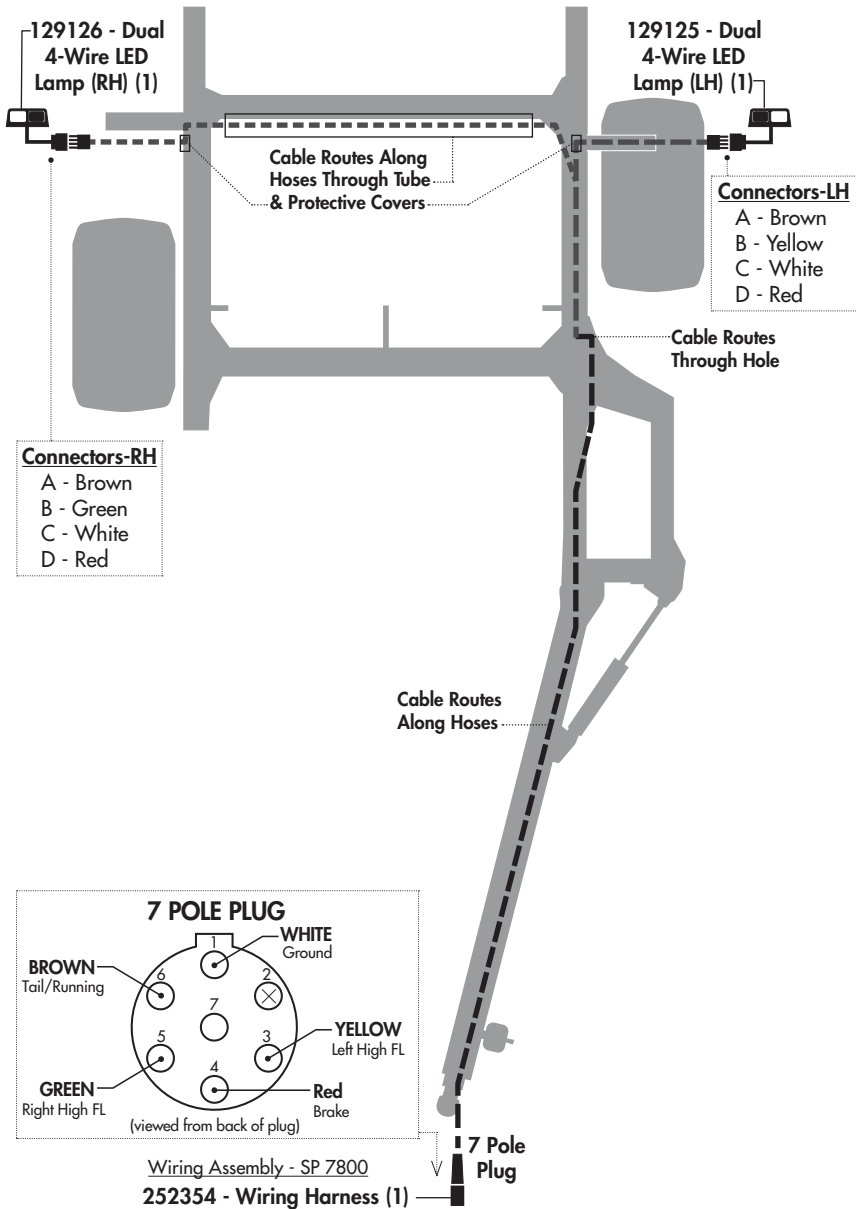 129126 - Dual
4-Wire LED
Lamp (RH) (1)
129125 - Dual
4-Wire LED
Lamp (LH) (1)
Cable Routes Along
Hoses Through Tube
& Protective Covers
Connectors-LH
A - Brown
B - Yellow
C - White
D - Red
Cable Routes
Through Hole
Connectors-RH
A - Brown
B - Green
C - White
D - Red
Cable Routes
Along Hoses
7 POLE PLUG
WHITE
Ground
1
BROWN
Tail/Running
6
2
7
YELLOW
Left High FL
5
3
GREEN
Right High FL
4
Red
Brake
(viewed from back of plug)
7 Pole
Plug
Wiring Assembly - SP 7800
252354 - Wiring Harness (1)